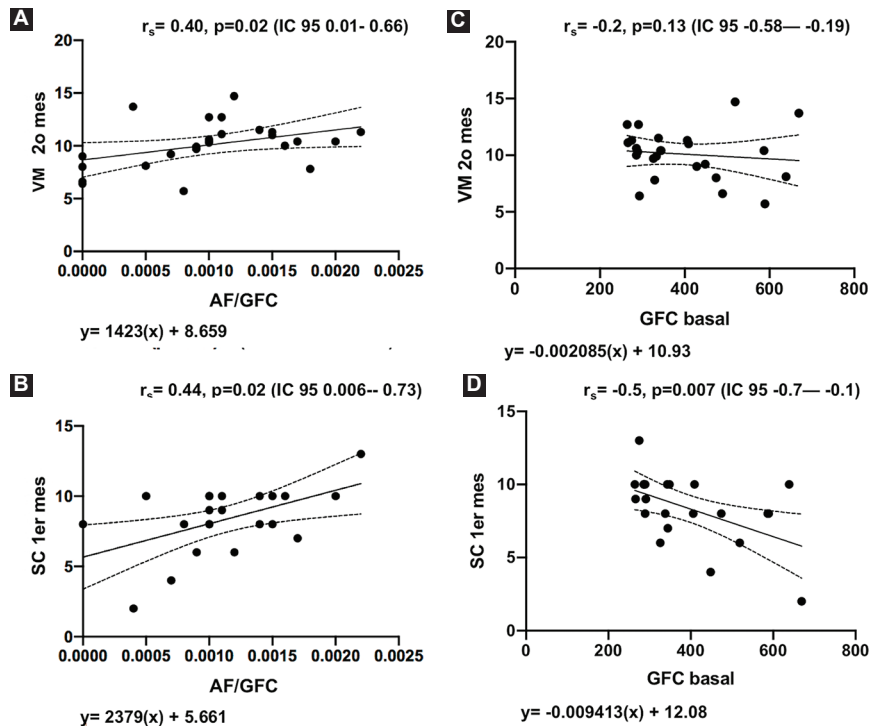 A
r_s= 0.40, p=0.02 (IC 95 0.01- 0.66)
VM 2o mes
20
15
10
5
0
0.0000 0.0005 0.0010 0.0015 0.0020 0.0025
AF/GFC
y= 1423(x) + 8.659
B
r_s= 0.44, p=0.02 (IC 95 0.006-- 0.73)
SC 1er mes
15
10
5
0
0.0000 0.0005 0.0010 0.0015 0.0020 0.0025
AF/GFC
y= 2379(x) + 5.661
C
r_s= -0.2, p=0.13 (IC 95 -0.58— -0.19)
VM 2o mes
20
15
10
5
0
0 200 400 600 800
GFC basal
y= -0.002085(x) + 10.93
D
r_s= -0.5, p=0.007 (IC 95 -0.7— -0.1)
SC 1er mes
15
10
5
0
0 200 400 600 800
GFC basal
y= -0.009413(x) + 12.08